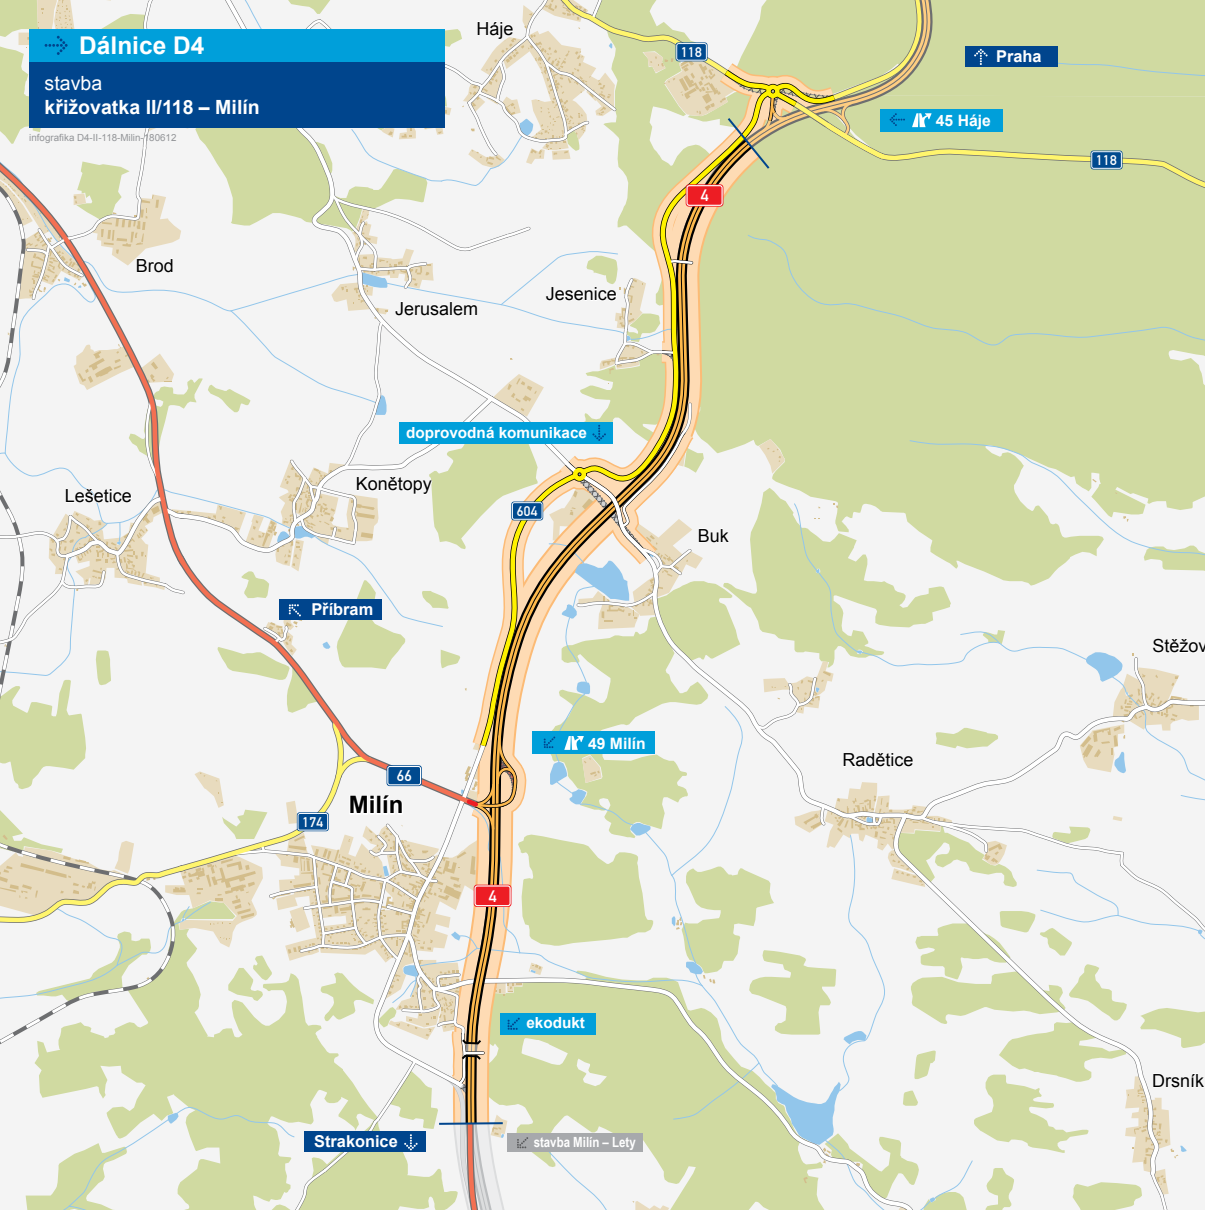 Dálnice D4
stavba
křižovatka II/118 – Milín
infografika D4-II-118-Milin-180612
Háje
118
Praha
45 Háje
118
4
Brod
Jerusalem
Jesenice
doprovodná komunikace
Konětopy
Lešetice
604
Buk
Příbram
Stěžov
49 Milín
66
Radětice
Milín
174
4
ekodukt
Drsník
Strakonice
stavba Milín – Lety